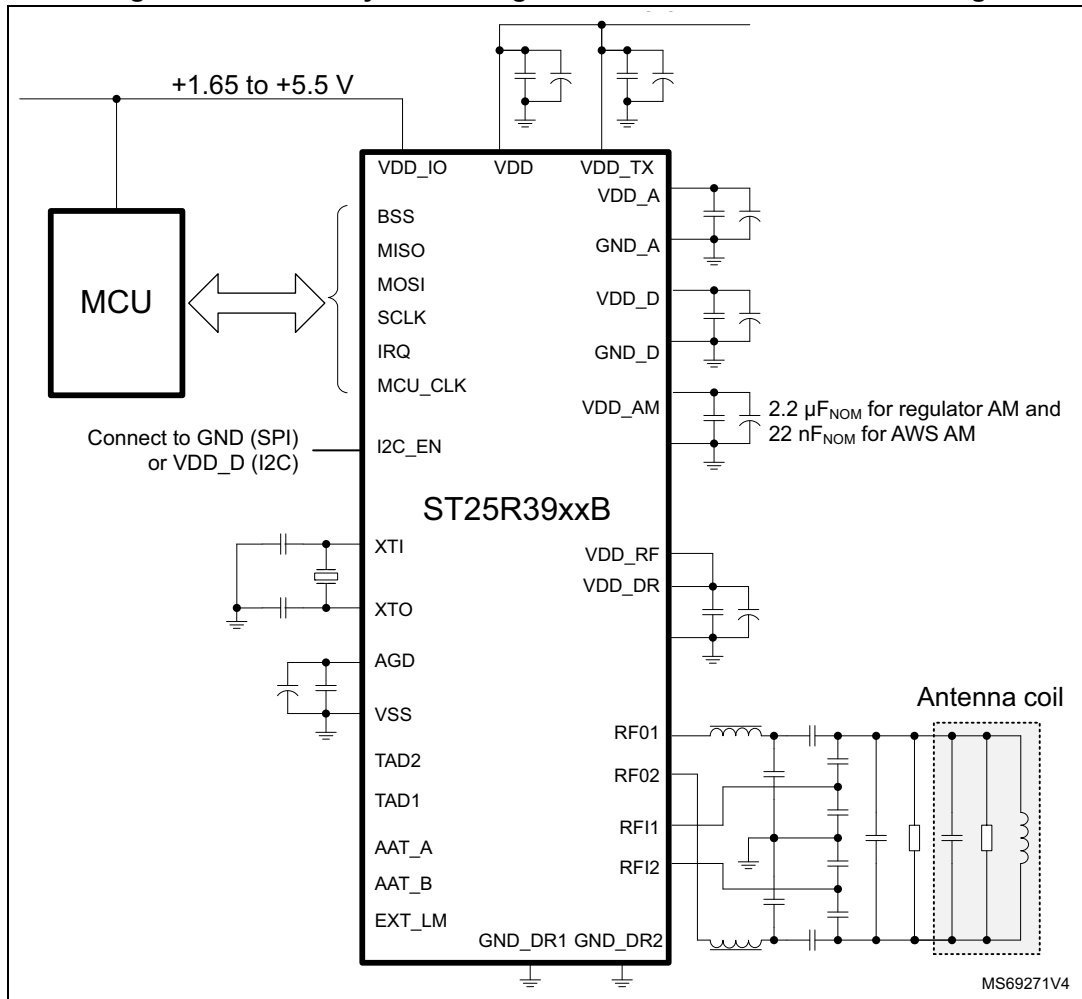 +1.65 to +5.5 V
VDD_IO
VDD
VDD_TX
VDD_A
GND_A
VDD_D
GND_D
VDD_AM
2.2 µFNOM for regulator AM and
22 nFNOM for AWS AM
BSS
MISO
MOSI
SCLK
IRQ
MCU_CLK
MCU
Connect to GND (SPI)
or VDD_D (I2C)
I2C_EN
ST25R39xxB
XTI
XTO
AGD
VSS
TAD2
TAD1
AAT_A
AAT_B
EXT_LM
VDD_RF
VDD_DR
RF01
RF02
RFI1
RFI2
GND_DR1
GND_DR2
Antenna coil
MS69271V4